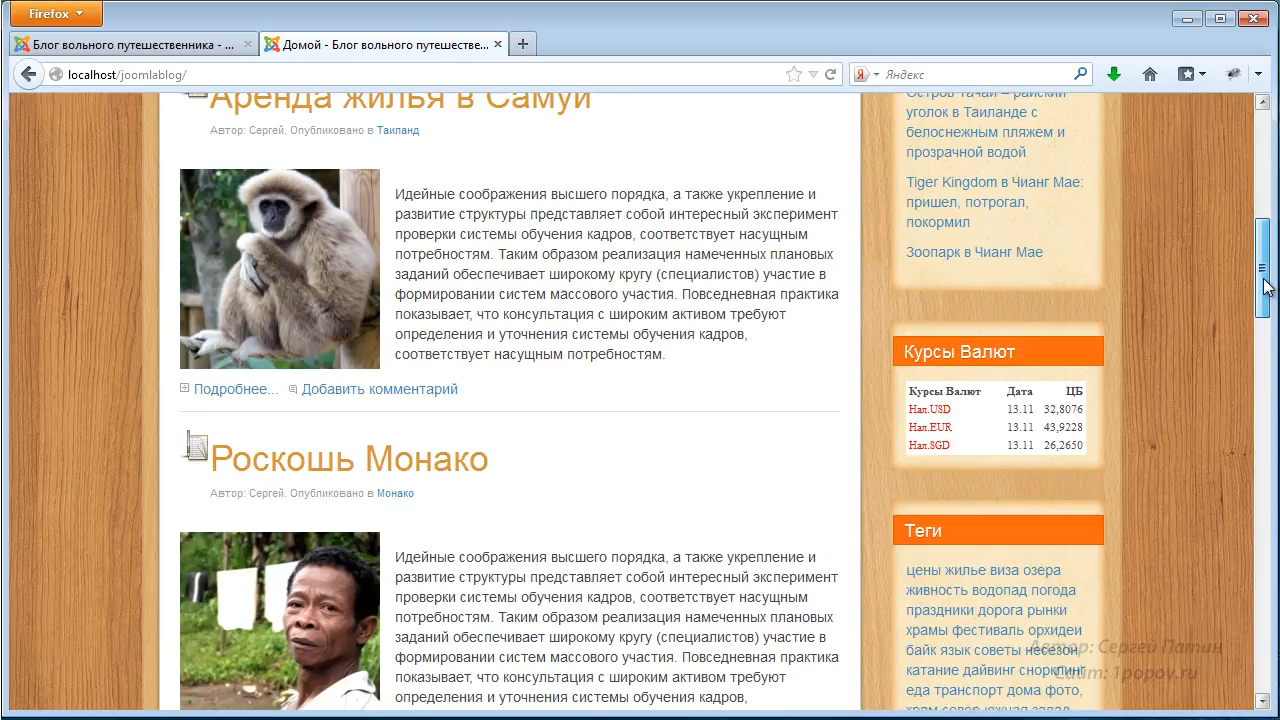 Firefox
Блог вольного путешественника - ...
Домой - Блог вольного путешестве...
localhost/joomlablog/
Яндекс
Аренда жилья в Самуи
Автор: Сергей. Опубликовано в Таиланд
Идейные соображения высшего порядка, а также укрепление и
развитие структуры представляет собой интересный эксперимент
проверки системы обучения кадров, соответствует насущным
потребностям. Таким образом реализация намеченных плановых
заданий обеспечивает широкому кругу (специалистов) участие в
формировании систем массового участия. Повседневная практика
показывает, что консультация с широким активом требуют
определения и уточнения системы обучения кадров,
соответствует насущным потребностям.
Подробнее... Добавить комментарий
Роскошь Монако
Автор: Сергей. Опубликовано в Монако
Идейные соображения высшего порядка, а также укрепление и
развитие структуры представляет собой интересный эксперимент
проверки системы обучения кадров, соответствует насущным
потребностям. Таким образом реализация намеченных плановых
заданий обеспечивает широкому кругу (специалистов) участие в
формировании систем массового участия. Повседневная практика
показывает, что консультация с широким активом требуют
определения и уточнения системы обучения кадров,
Остров Тачай – райский
уголок в Таиланде с
белоснежным пляжем и
прозрачной водой
Tiger Kingdom в Чианг Мае:
пришел, потрогал,
покормил
Зоопарк в Чианг Мае
Курсы Валют
Курсы Валют Дата ЦБ
Нал.USD 13.11 32,8076
Нал.EUR 13.11 43,9228
Нал.SGD 13.11 26,2650
Теги
цены жилье виза озера
живность водопад погода
праздники дорога рынки
храмы фестиваль орхидеи
байк язык советы несезон
катание дайвинг снорклинг
еда транспорт дома фото,
Автор: Сергей Патин
Сайт: 1popov.ru